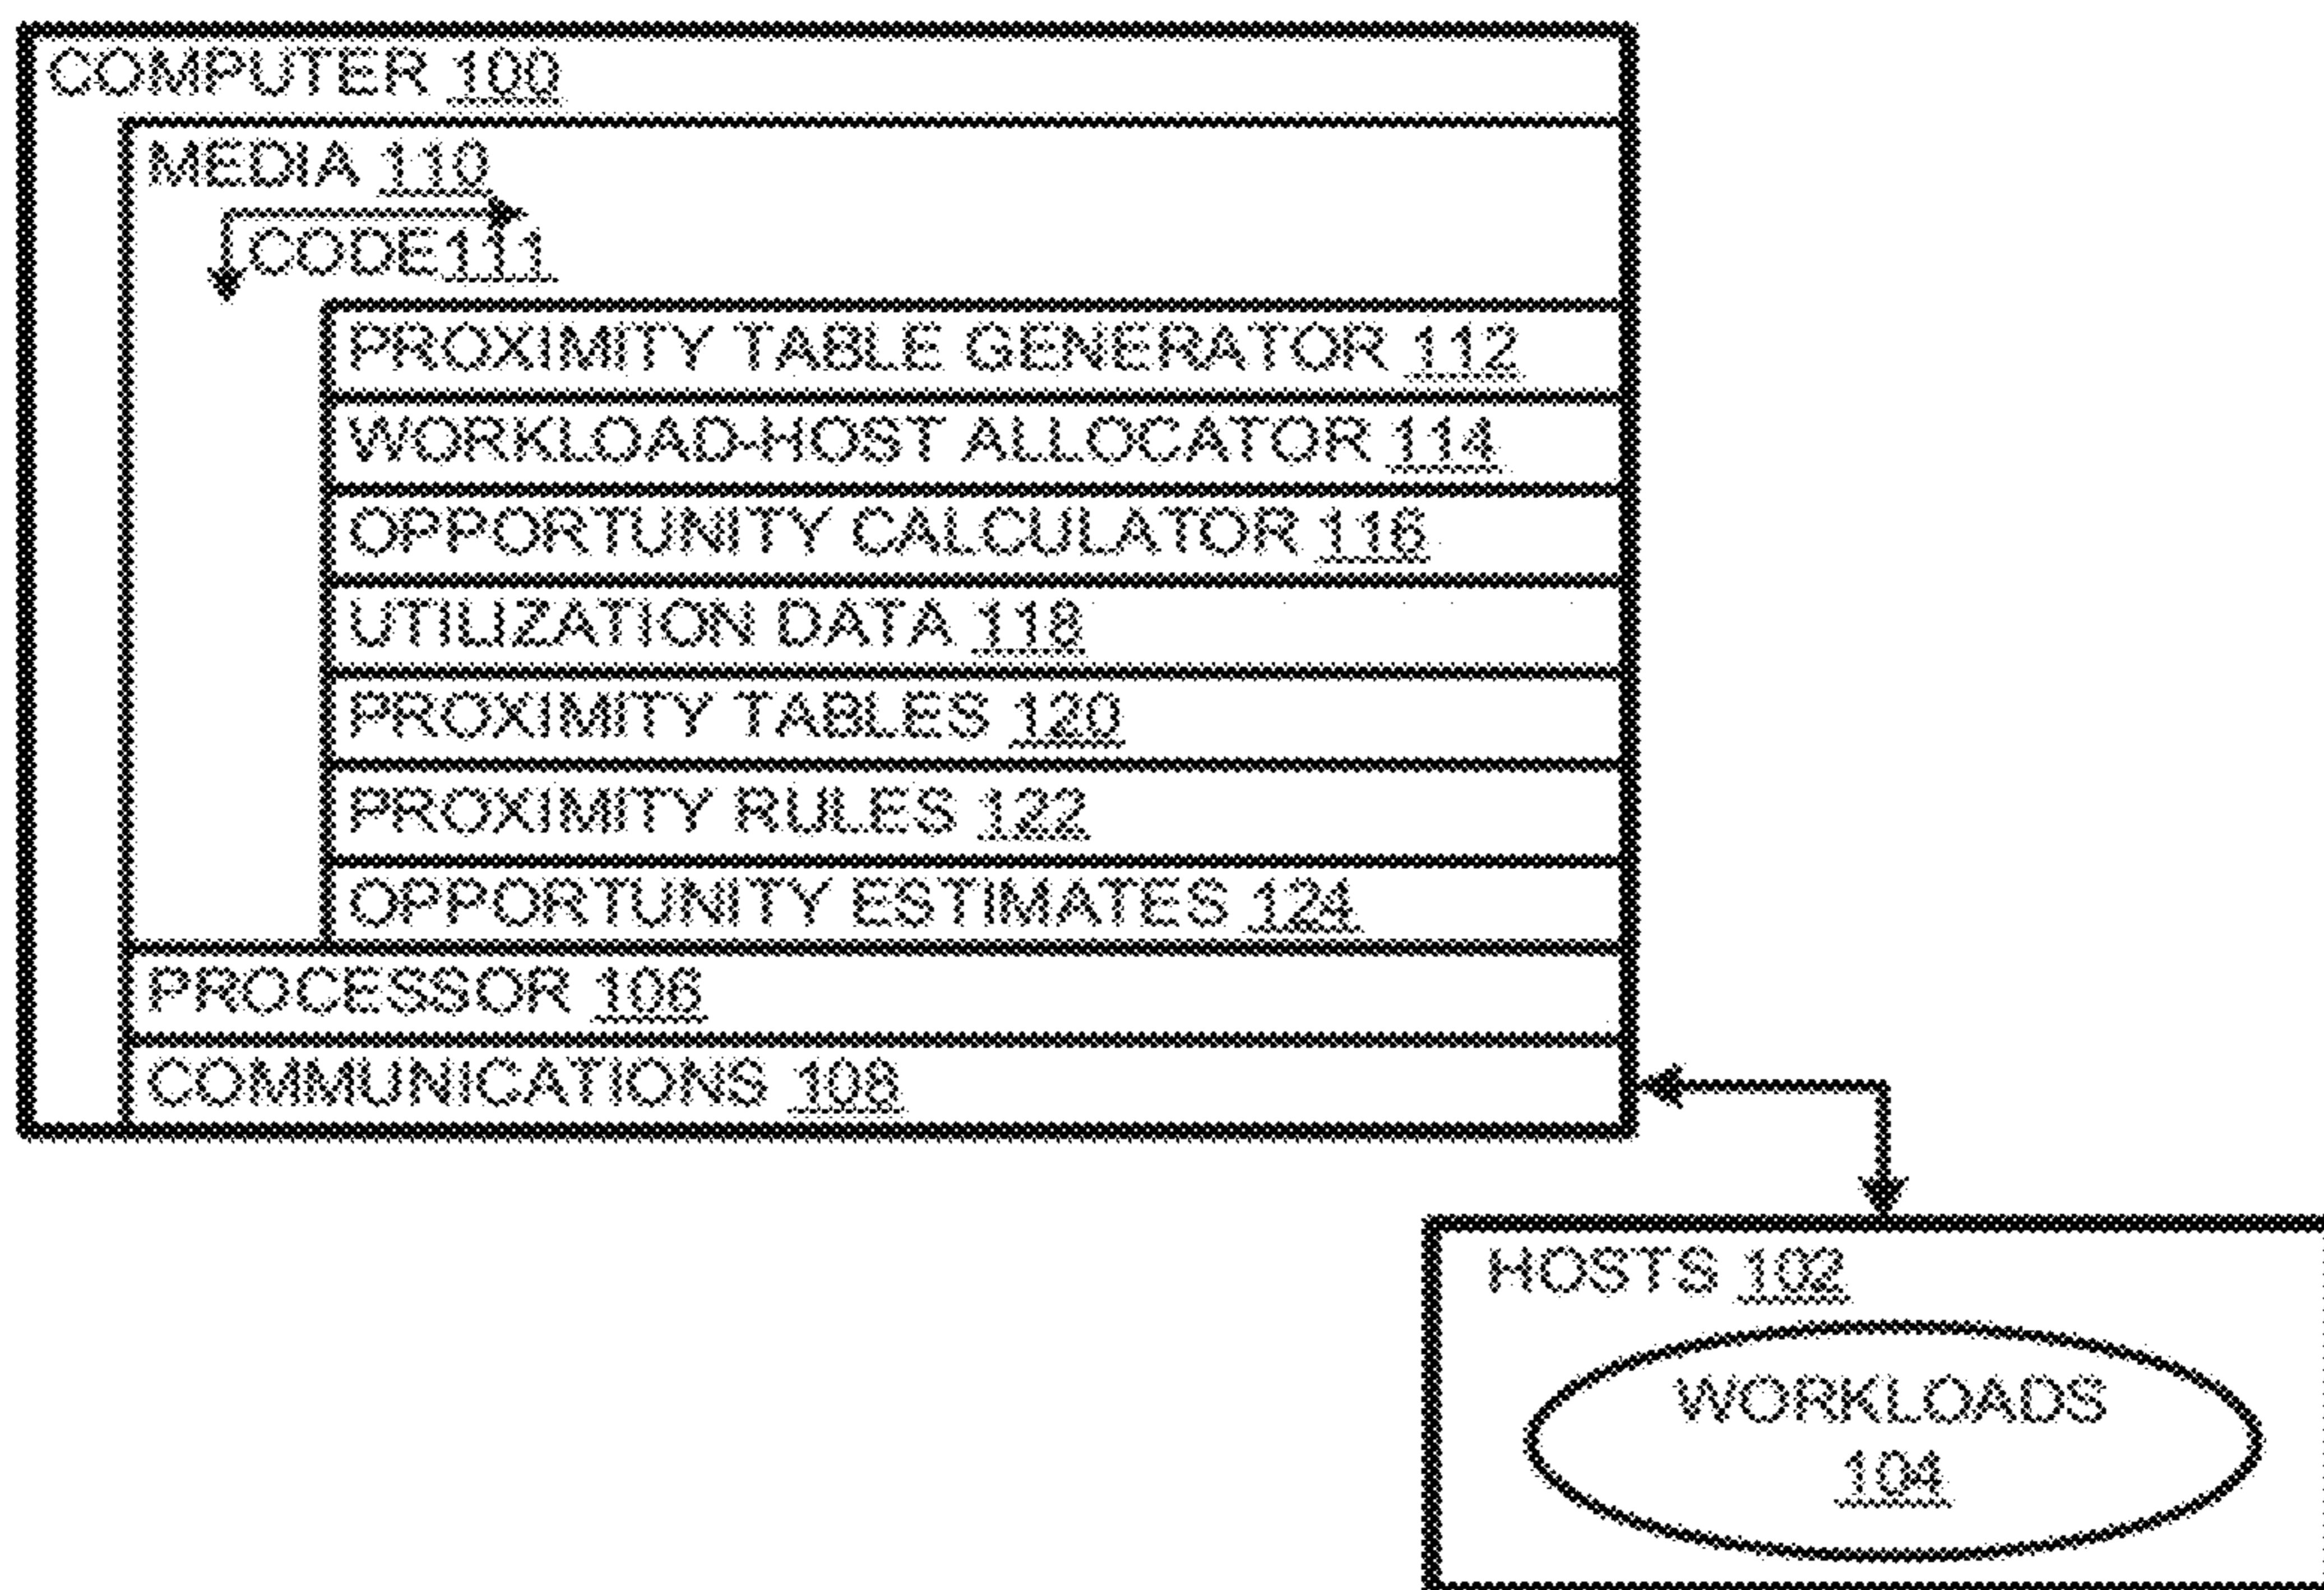 COMPUTER 100
MEDIA 110
CODE 111
PROXIMITY TABLE GENERATOR 112
WORKLOAD-HOST ALLOCATOR 114
OPPORTUNITY CALCULATOR 116
UTILIZATION DATA 118
PROXIMITY TABLES 120
PROXIMITY RULES 122
OPPORTUNITY ESTIMATES 124
PROCESSOR 106
COMMUNICATIONS 108
HOSTS 102
WORKLOADS
104